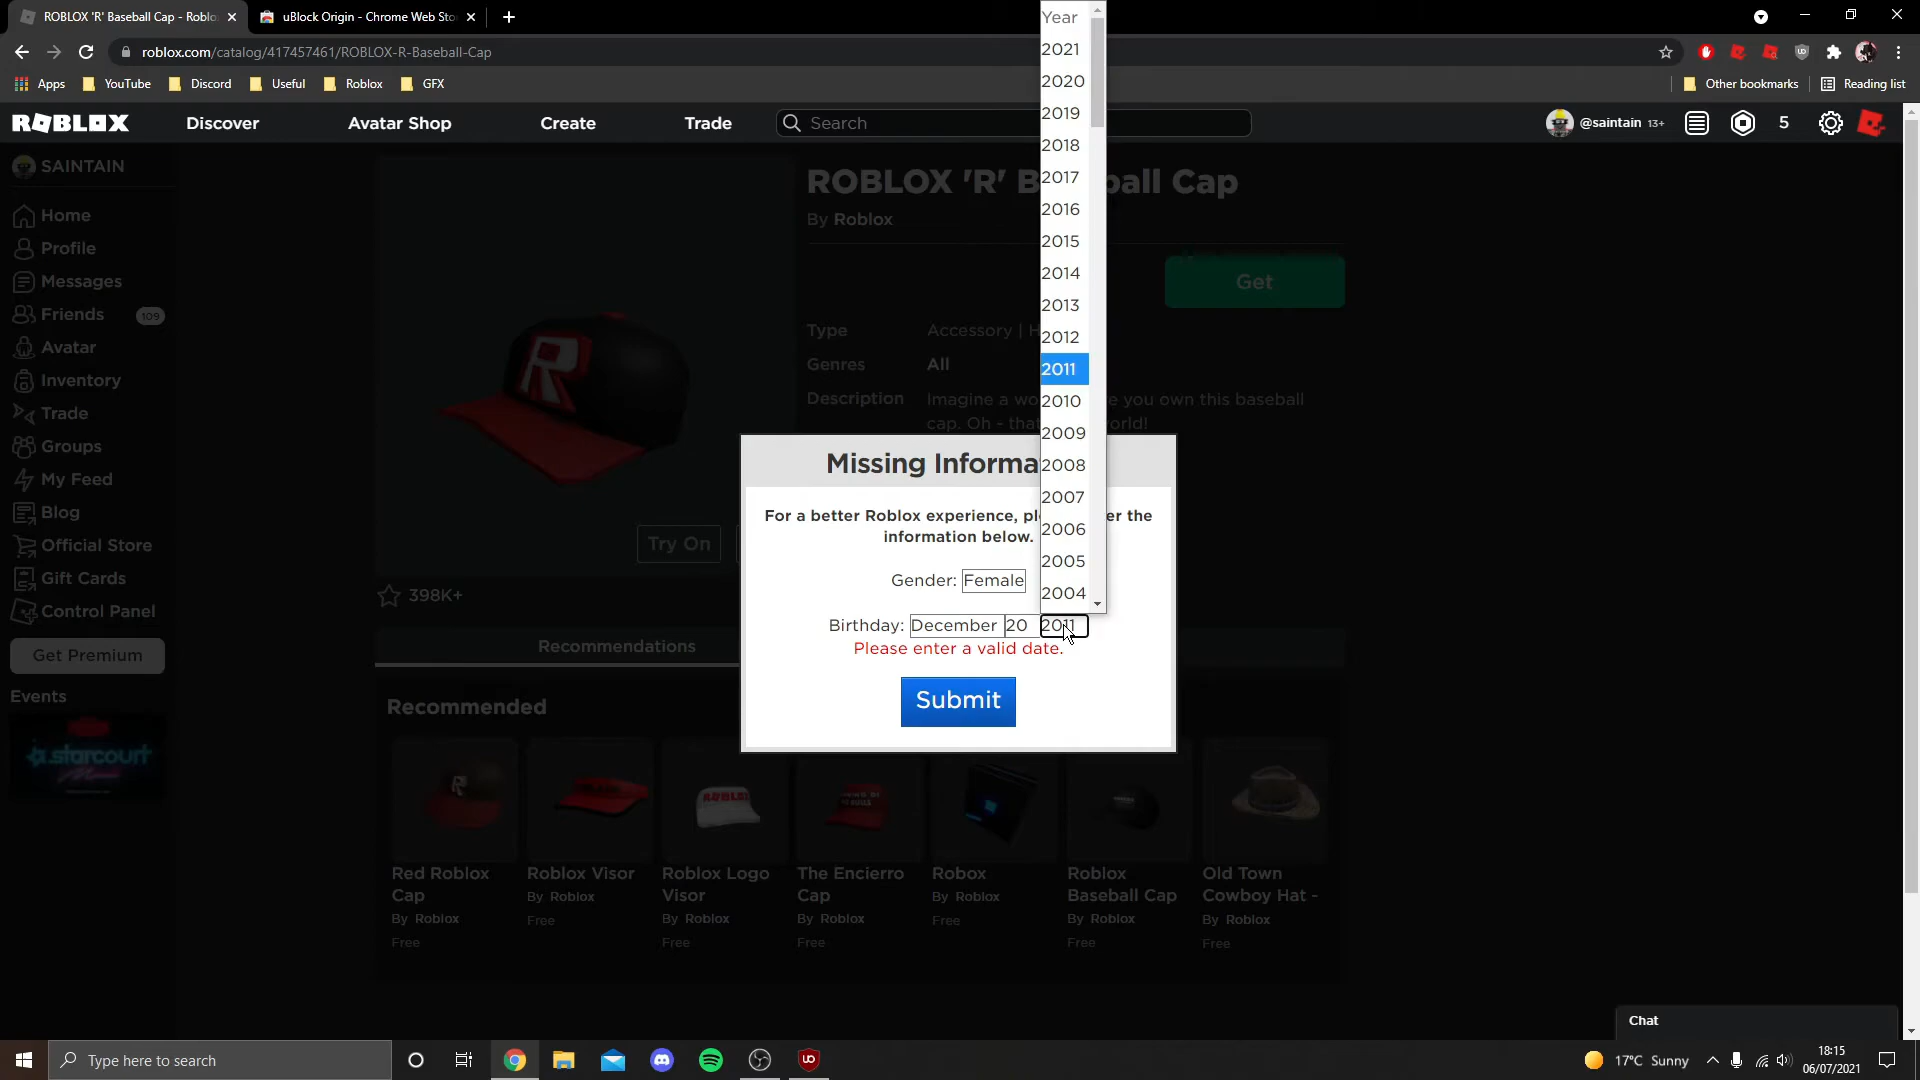 ROBLOX 'R' Baseball Cap - Roblo
uBlock Origin - Chrome Web Sto
roblox.com/catalog/417457461/ROBLOX-R-Baseball-Cap
Apps
YouTube
Discord
Useful
Roblox
GFX
Other bookmarks
Reading list
ROBLOX
Discover
Avatar Shop
Create
Trade
Search
@saintain 13+
5
SAINTAIN
Home
Profile
Messages
Friends
109
Avatar
Inventory
Trade
Groups
My Feed
Blog
Official Store
Gift Cards
Control Panel
Get Premium
Events
starcourt
ROBLOX 'R' B
ball Cap
By Roblox
Get
Type
Accessory | H
Genres
All
Description
Imagine a wo
e you own this baseball
cap. Oh - tha
orld!
Try On
398K+
Year
2021
2020
2019
2018
2017
2016
2015
2014
2013
2012
2011
2010
2009
2008
2007
2006
2005
2004
Missing Informa
For a better Roblox experience, pl
er the
information below.
Gender: Female
Birthday: December 20 2011
Please enter a valid date.
Submit
Recommendations
Recommended
Red Roblox
Cap
By Roblox
Free
Roblox Visor
By Roblox
Free
ROBLOX
Roblox Logo
Visor
By Roblox
Free
The Encierro
Cap
By Roblox
Free
Robox
By Roblox
Free
Roblox
Baseball Cap
By Roblox
Free
Old Town
Cowboy Hat -
By Roblox
Free
Chat
Type here to search
17°C Sunny
18:15
06/07/2021